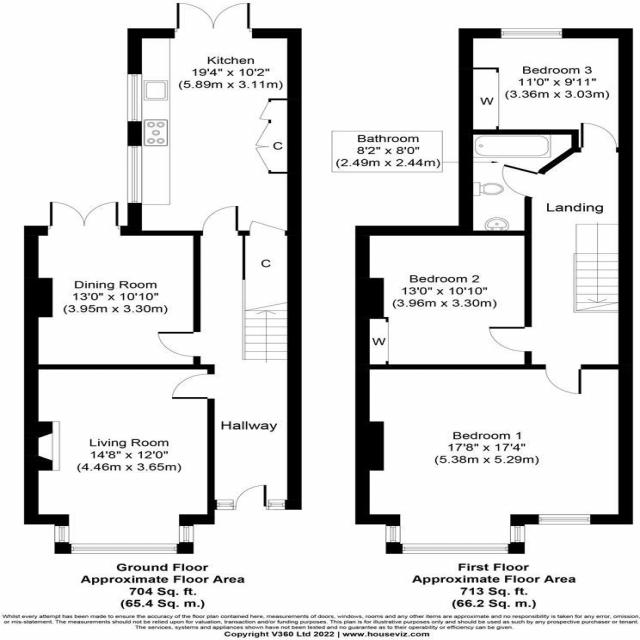 Kitchen
19'4" x 10'2"
(5.89m x 3.11m)
C
C
Dining Room
13'0" x 10'10"
(3.95m x 3.30m)
Living Room
14'8" x 12'0"
(4.46m x 3.65m)
Hallway
Ground Floor
Approximate Floor Area
704 Sq. ft.
(65.4 Sq. m.)
Bedroom 3
11'0" x 9'11"
(3.36m x 3.03m)
W
Bathroom
8'2" x 8'0"
(2.49m x 2.44m)
Landing
Bedroom 2
13'0" x 10'10"
(3.96m x 3.30m)
W
Bedroom 1
17'8" x 17'4"
(5.38m x 5.29m)
First Floor
Approximate Floor Area
713 Sq. ft.
(66.2 Sq. m.)
Whilst every attempt has been made to ensure the accuracy of the floor plan contained here, measurements of doors, windows, rooms and any other items are approximate and no responsibility is taken for any error, omission,
or mis-statement. The measurements should not be relied upon for valuation, transaction and/or funding purposes. This plan is for illustrative purposes only and should be used as such by any prospective purchaser or tenant.
The services, systems and appliances shown have not been tested and no guarantee as to their operability or efficiency can be given.
Copyright V360 Ltd 2022 | www.houseviz.com